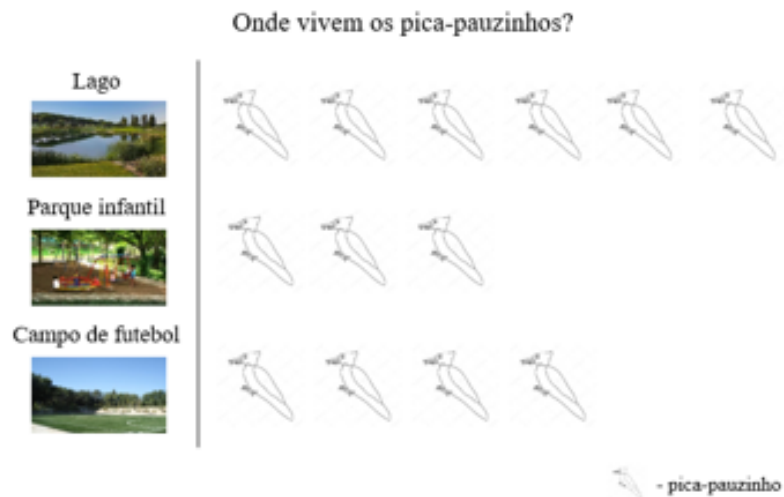 Onde vivem os pica-pauzinhos?
Lago
Parque infantil
Campo de futebol
- pica-pauzinho